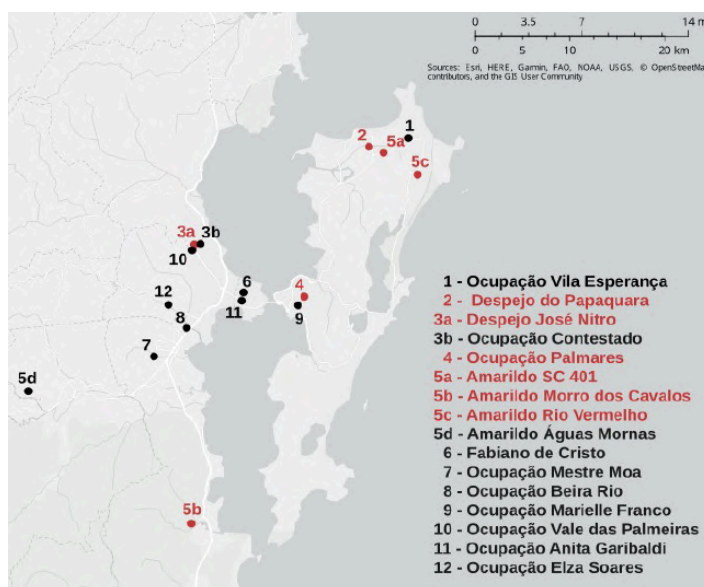 0 3.5 7 14 m
0 5 10 20 km
Sources: Esri, HERE, Garmin, FAO, NOAA, USGS, © OpenStreetMa
contributors, and the GIS User Community
1
2
5a
5c
3a
3b
10
6
4
12
11
9
8
7
5d
5b
1 - Ocupação Vila Esperança
2 - Despejo do Papaquara
3a - Despejo José Nitro
3b - Ocupação Contestado
4 - Ocupação Palmares
5a - Amarildo SC 401
5b - Amarildo Morro dos Cavalos
5c - Amarildo Rio Vermelho
5d - Amarildo Águas Mornas
6 - Fabiano de Cristo
7 - Ocupação Mestre Moa
8 - Ocupação Beira Rio
9 - Ocupação Marielle Franco
10 - Ocupação Vale das Palmeiras
11 - Ocupação Anita Garibaldi
12 - Ocupação Elza Soares